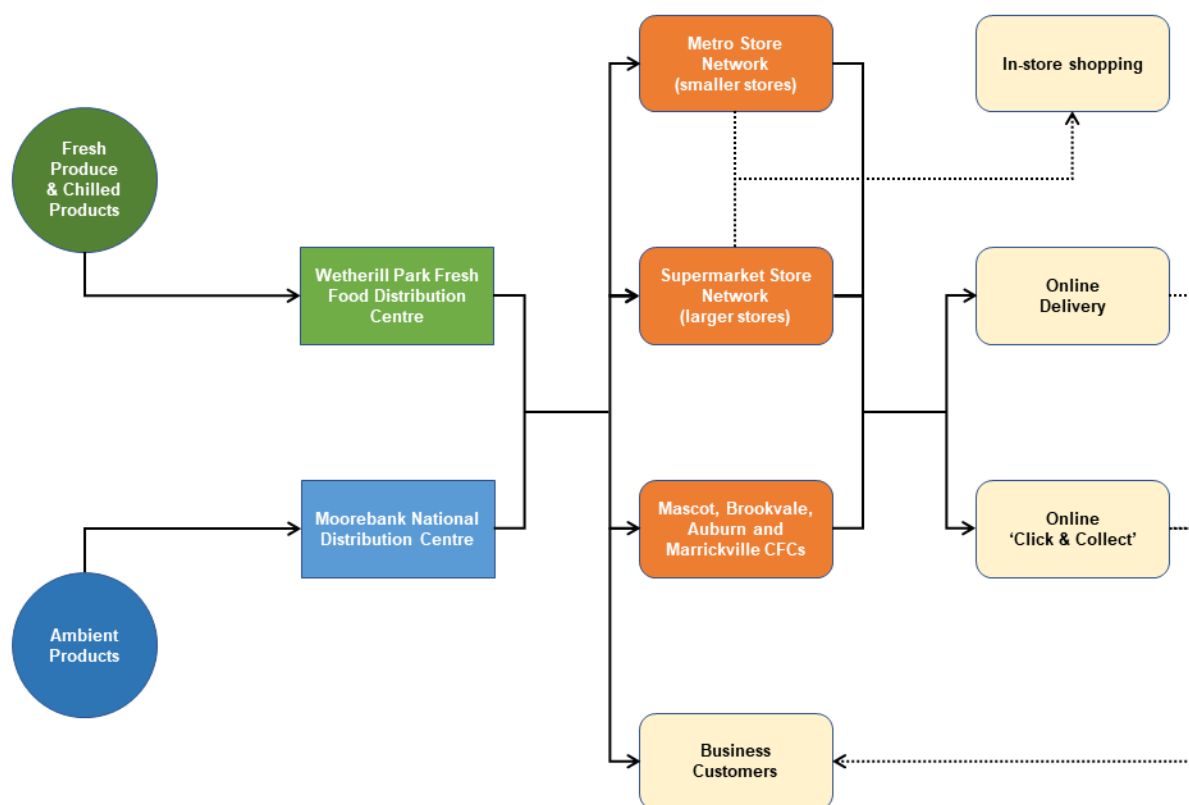 Metro Store
Network
(smaller stores)
In-store shopping
Fresh
Produce
& Chilled
Products
Wetherill Park Fresh
Food Distribution
Centre
Supermarket Store
Network
(larger stores)
Online
Delivery
Moorebank National
Distribution Centre
Mascot, Brookvale,
Auburn and
Marrickville CFCs
Online
‘Click & Collect’
Ambient
Products
Business
Customers